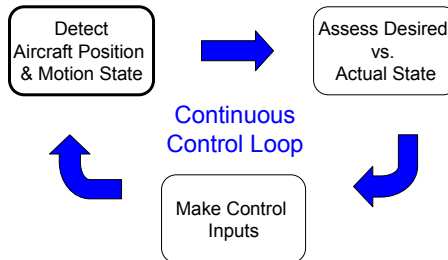 Detect
Aircraft Position
& Motion State
Assess Desired
vs.
Actual State
Continuous
Control Loop
Make Control
Inputs